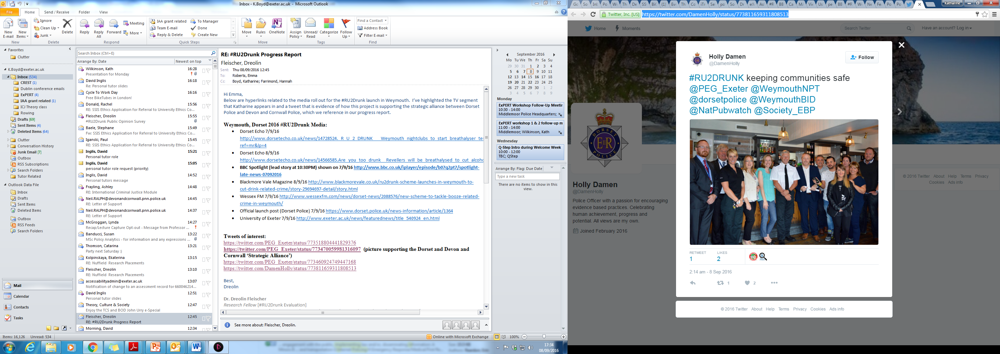 Inbox - K.Boyd@exeter.ac.uk - Microsoft Outlook
File Home Send / Receive Folder View
New E-mail
New Items
Ignore
Clean Up
Junk
Delete
Reply
Reply All
Forward
Meeting
More
IAA grant related
Team E-mail
Reply & Delete
To Manager
Done
Create New
Move
Rules
OneNote
Assign Policy
Unread/ Read
Categorize
Follow Up
Find a Contact
Address Book
Filter E-mail
New Delete Respond Quick Steps Move Tags Find
Favorites
Clutter
K.Boyd@exeter.ac.uk
Inbox (534)
CREST (1)
Dublin conference emails
ExPERT (4)
IAA grant related (1)
ICJ Theory class
Rowing
Drafts [69]
Sent Items (4)
Deleted Items (64)
Clutter
Conversation History
Junk Email [7]
Outbox
RSS Subscriptions
Search Folders
Tutor Related
Outlook Data File
Inbox
Drafts
Sent Items
Deleted Items
Outbox
RSS Feeds
Search Folders
Mail
Calendar
Contacts
Tasks
Search Inbox (Ctrl+E)
Arrange By: Date Newest on top
Wilkinson, Kath 16:28
Presentation for Monday
David Inglis 16:18
Re: Personal tutor slides
Cycle To Work Day 16:16
Free BikeTubes in London!
Donald, Rachel 15:56
RE: SSIS Ethics Application for Referral to University Ethics Co...
Fleischer, Dreolin 15:55
#RU2Drunk Public Opinion Survey
Baele, Stephane 15:49
Fw: SSIS Ethics Application for Referral to University Ethics Co...
Iganski, Paul 15:45
RE: SSIS Ethics Application for Referral to University Ethics Co...
Inglis, David 15:21
Personal tutor role
Inglis, David 15:05
personal tutor role request (priority)
Inglis, David 14:52
Personal tutors message
Frayling, Ashley 14:48
RE: International Criminal Justice Module
Neil.RALPH@devonandcornwall.pnn.police.uk 14:45
RE: Letter of Support
Neil.RALPH@devonandcornwall.pnn.police.uk 14:37
RE: Letter of Support
McGroggan, Lynda 14:27
Recap/Lecture Capture Opt-out - Message from Professor ...
Banducci, Susan 13:22
MSc Policy Analytics - for information and any expressions ...
Thomson, Catarina 13:21
Party next Saturday :)
Kolpinskaya, Ekaterina 13:15
RE: Nuffield Research Placements
Fleischer, Dreolin 13:10
RE: Nuffield Research Placements
accessabilityadmin@exeter.ac.uk 13:07
Notification of change to an assessment record for 660046214...
David Inglis 12:51
Personal tutor slides
Theory, Culture & Society 12:47
Enjoy the TCS and BOD John Urry e-Special
Fleischer, Dreolin 12:45
RE: #RU2Drunk Progress Report
Morning, David 12:34
RE: #RU2Drunk Progress Report
Fleischer, Dreolin
Sent: Thu 08/09/2016 12:45
To: Roberts, Emma
Cc: Boyd, Katharine; Farrimond, Hannah
Hi Emma,
Below are hyperlinks related to the media roll out for the #RU2Drunk launch in Weymouth. I've highlighted the TV segment
that Katharine appears in and a tweet that is evidence of how this project is supporting the strategic alliance between Dorset
Police and Devon and Cornwall Police, which we reference in our progress report.
Weymouth, Dorset 2016 #RU2Drunk Media:
• Dorset Echo 7/9/16
http://www.dorsetecho.co.uk/news/14728524._R_U_2_DRUNK___Weymouth_nightclubs_to_start_breathalyser_te
ref=mr&lp=4
• Dorset Echo 8/9/16
http://www.dorsetecho.co.uk/news/14566585.Are_you_too_drunk__Revellers_will_be_breathalysed_to_cut_alcoho
• BBC Spotlight (lead story at 10:30PM) shown on 7/9/16 http://www.bbc.co.uk/iplayer/episode/b07q2pt7/spotlight-
late-news-07092016
• Blackmore Vale Magazine 8/9/16 http://www.blackmorevale.co.uk/ru2drunk-scheme-launches-in-weymouth-to-
cut-drink-related-crime/story-29694697-detail/story.html
• Wessex FM 7/9/16 http://www.wessexfm.com/news/dorset-news/2088576/new-scheme-to-tackle-booze-related-
crime-in-weymouth/
• Official launch post (Dorset Police) 7/9/16 https://www.dorset.police.uk/news-information/article/1364
• University of Exeter 7/9/16 http://www.exeter.ac.uk/news/featurednews/title_540924_en.html
Tweets of interest:
https://twitter.com/PEG_Exeter/status/773518804441829376
https://twitter.com/PEG_Exeter/status/773470059981316097 (picture supporting the Dorset and Devon and
Cornwall ‘Strategic Alliance’)
https://twitter.com/PEG_Exeter/status/773460924749447168
https://twitter.com/DamenHolly/status/773811659311808513
Best,
Dreolin
Dr. Dreolin Fleischer
Research Fellow [#RU2Drunk Evaluation]
See more about: Fleischer, Dreolin.
September 2016
Mo Tu We Th Fr Sa Su
29 30 31 1 2 3 4
5 6 7 8 9 10 11
12 13 14 15 16 17 18
19 20 21 22 23 24 25
26 27 28 29 30 1 2
3 4 5 6 7 8 9
Monday
ExPERT Workshop Follow-Up Meetin
10:30 - 14:00
Middlemoor Police Headquarters;
ExPERT workshop 1 & 2 follow-up m
11:00 - 14:00
Middlemoor; Wilkinson, Kath
Wednesday
Q-Step Intro during Welcome Week
10:00 - 12:00
TBC; QStep
Arrange By: Flag: Due Date
Type a new task
There are no items to show in this
view.
Items: 16,126 Unread: 534
Online with Microsoft Exchange 100%
17:34
08/09/2016
Katharine
Twitter, Inc. [US] https://twitter.com/DamenHolly/status/773811659311808513
Home Moments Search Twitter Have an account? Log in
DORSET
E II R
POLICE
Holly Damen
@DamenHolly
Police Officer with a passion for encouraging
evidence based practices. Celebrating
human achievement, progress and
potential. All views are my own.
Joined February 2016
Holly Damen
@DamenHolly
Follow
#RU2DRUNK keeping communities safe
@PEG_Exeter @WeymouthNPT
@dorsetpolice @WeymouthBID
@NatPubwatch @Society_EBP
RETWEET LIKES
1 2
2:14 am - 8 Sep 2016
1 2
© 2016 Twitter About Help Terms Privacy Cookies Ads info
© 2016 Twitter About Help Terms Privacy
Cookies Ads info